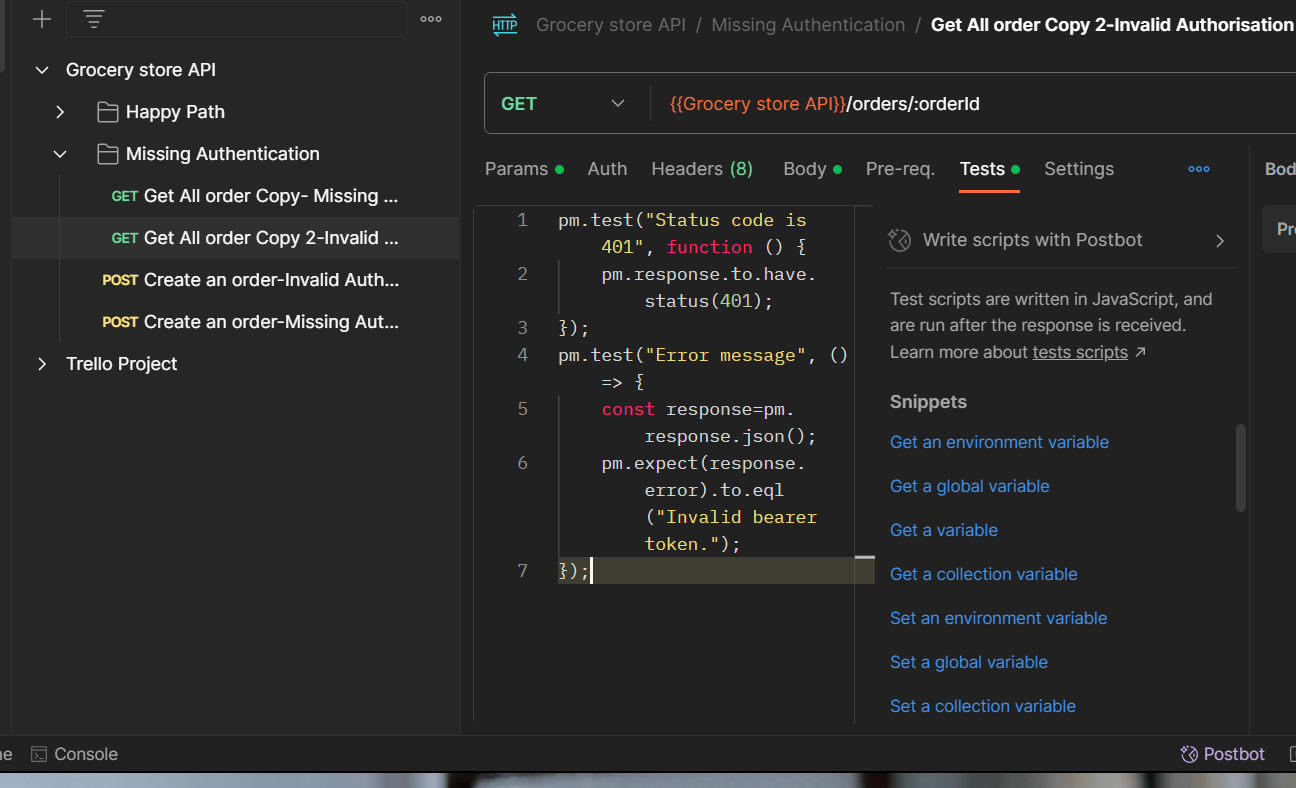 Grocery store API / Missing Authentication / Get All order Copy 2-Invalid Authorisation
HTTP
Grocery store API
Happy Path
Missing Authentication
GET Get All order Copy- Missing ...
GET Get All order Copy 2-Invalid ...
POST Create an order-Invalid Auth...
POST Create an order-Missing Aut...
Trello Project
GET {{Grocery store API}}/orders/:orderId
Params Auth Headers (8) Body Pre-req. Tests Settings
1 pm.test("Status code is
401", function () {
2 pm.response.to.have.
status(401);
3 });
4 pm.test("Error message", ()
=> {
5 const response=pm.
response.json();
6 pm.expect(response.
error).to.eql
("Invalid bearer
token.");
7 });
Write scripts with Postbot
Test scripts are written in JavaScript, and
are run after the response is received.
Learn more about tests scripts ↗
Snippets
Get an environment variable
Get a global variable
Get a variable
Get a collection variable
Set an environment variable
Set a global variable
Set a collection variable
Console
Postbot